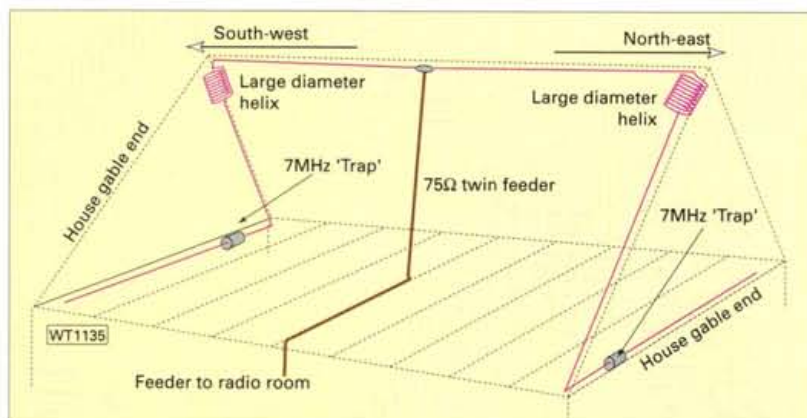 South-west
North-east
Large diameter
helix
Large diameter
helix
7MHz 'Trap'
75Ω twin feeder
7MHz 'Trap'
House gable end
House gable end
WT1135
Feeder to radio room